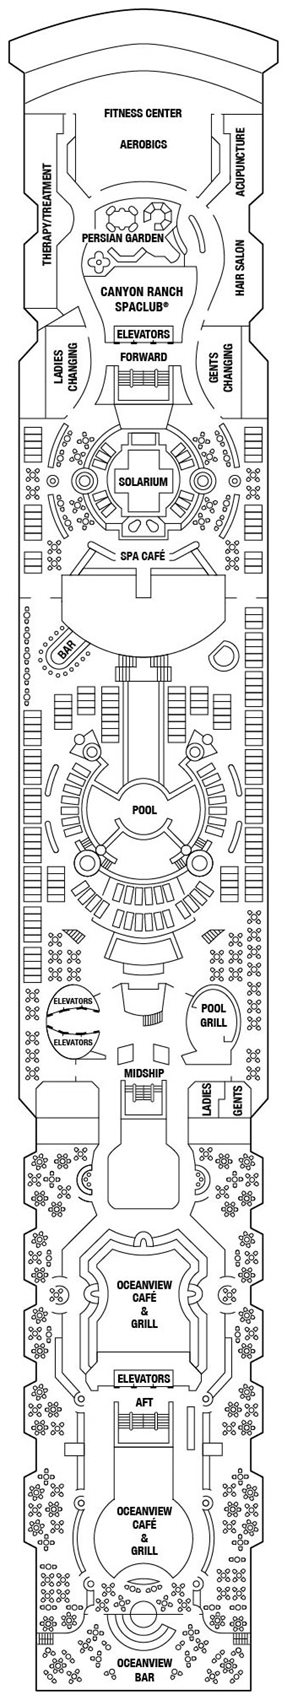 FITNESS CENTER
AEROBICS
ACUPUNCTURE
THERAPY/TREATMENT
PERSIAN GARDEN
HAIR SALON
CANYON RANCH
SPACLUB®
ELEVATORS
FORWARD
LADIES
CHANGING
GENTS
CHANGING
SOLARIUM
SPA CAFÉ
BAR
POOL
ELEVATORS
ELEVATORS
POOL
GRILL
MIDSHIP
LADIES
GENTS
OCEANVIEW
CAFÉ
&
GRILL
ELEVATORS
AFT
OCEANVIEW
CAFÉ
&
GRILL
OCEANVIEW
BAR